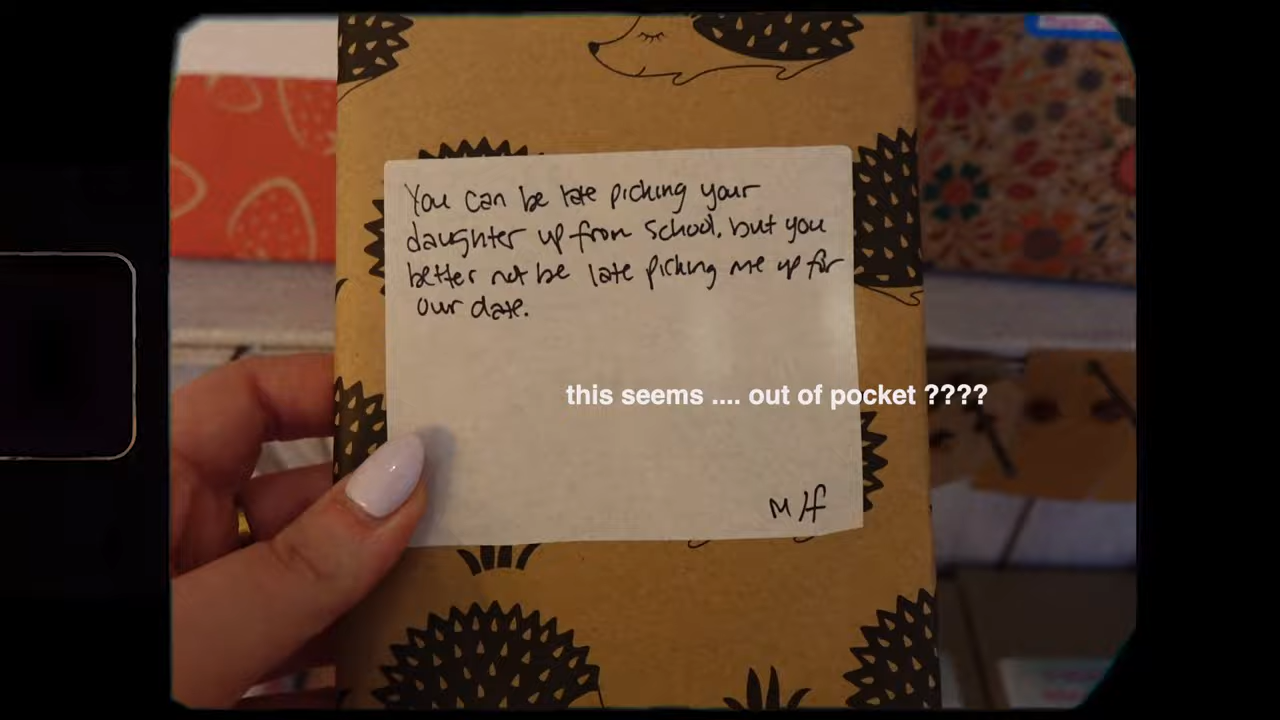 You can be late picking your
daughter up from school, but you
better not be late picking me up for
our date.
this seems .... out of pocket ????
M/f